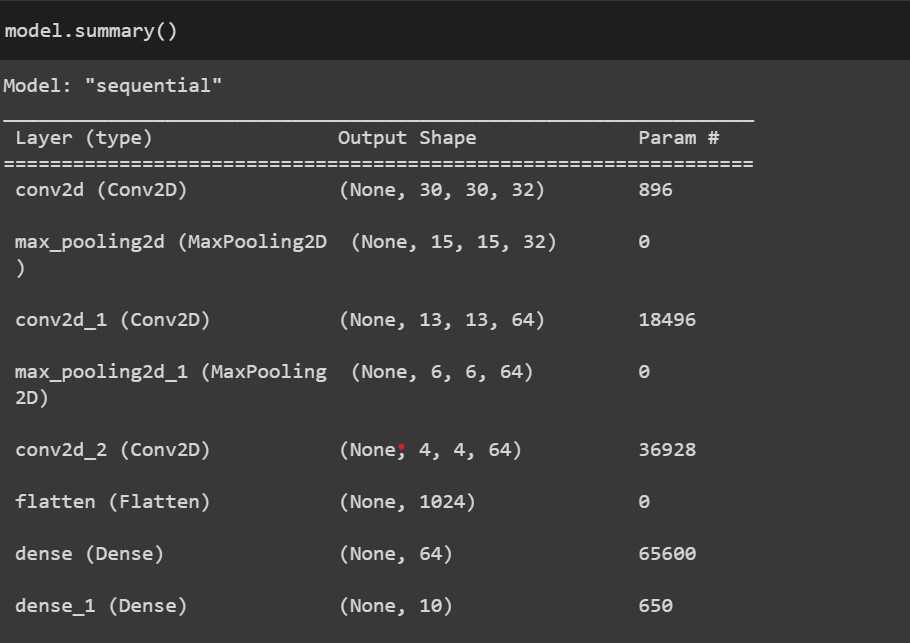 model.summary()
Model: "sequential"
Layer (type) Output Shape Param #
=================================================================
conv2d (Conv2D) (None, 30, 30, 32) 896
max_pooling2d (MaxPooling2D (None, 15, 15, 32) 0
)
conv2d_1 (Conv2D) (None, 13, 13, 64) 18496
max_pooling2d_1 (MaxPooling (None, 6, 6, 64) 0
2D)
conv2d_2 (Conv2D) (None, 4, 4, 64) 36928
flatten (Flatten) (None, 1024) 0
dense (Dense) (None, 64) 65600
dense_1 (Dense) (None, 10) 650